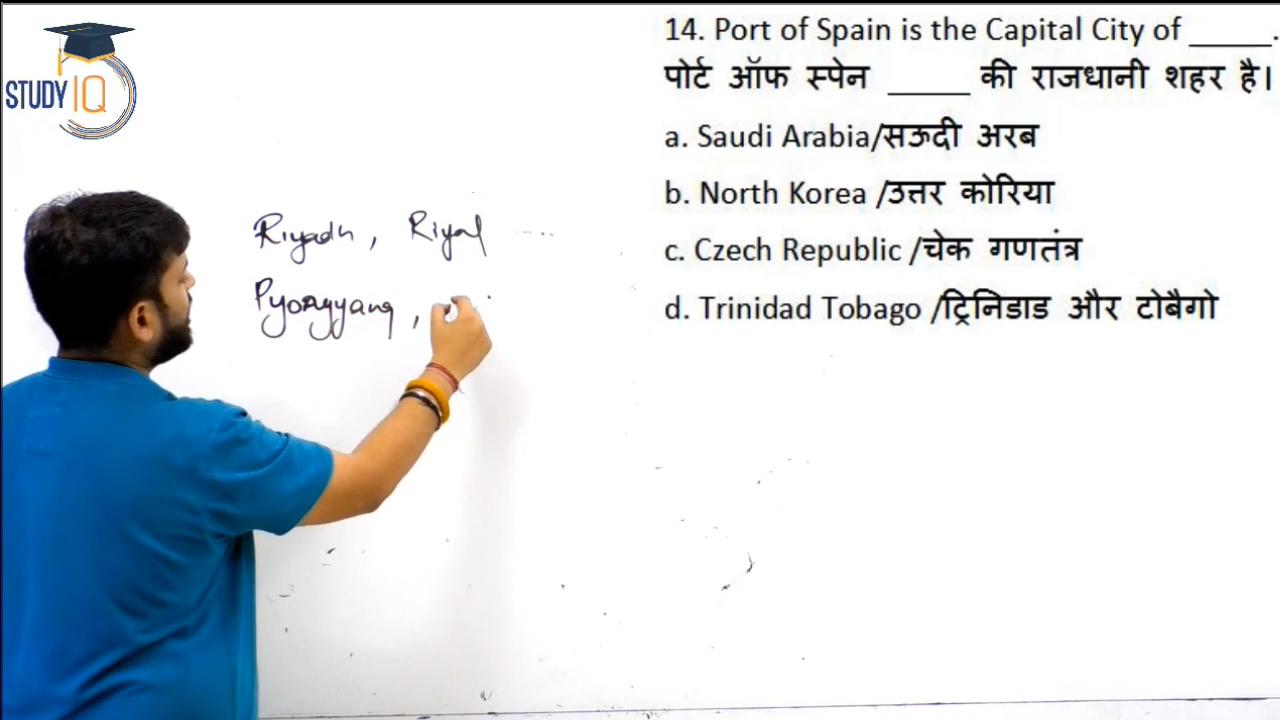 STUDY IQ
14. Port of Spain is the Capital City of _____.
पोर्ट ऑफ स्पेन _____ की राजधानी शहर है।
a. Saudi Arabia/सऊदी अरब
b. North Korea /उत्तर कोरिया
c. Czech Republic /चेक गणतंत्र
d. Trinidad Tobago /ट्रिनिडाड और टोबैगो
Riyadh, Riyal
Pyongyang,